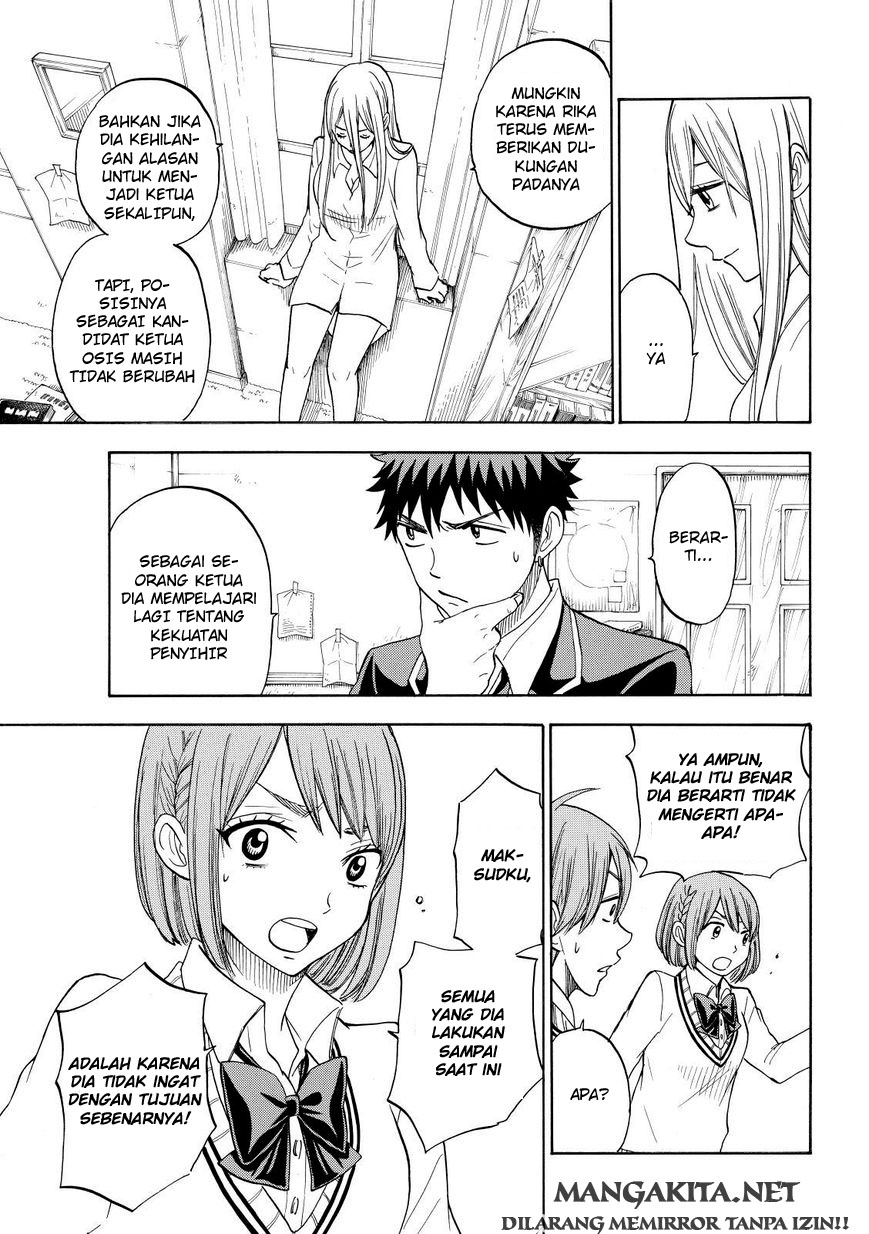 ...
YA
MUNGKIN
KARENA RIKA
TERUS MEM-
BERIKAN DU-
KUNGAN
PADANYA
BAHKAN JIKA
DIA KEHILA-
NGAN ALASAN
UNTUK MEN-
JADI KETUA
SEKALIPUN,
TAPI, PO-
SISINYA
SEBAGAI KAN-
DIDAT KETUA
OSIS MASIH
TIDAK BERUBAH
BERAR-
TI...
SEBAGAI SE-
ORANG KETUA
DIA MEMPELAJARI
LAGI TENTANG
KEKUATAN
PENYIHIR
YA AMPUN,
KALAU ITU BENAR
DIA BERARTI TIDAK
MENGERTI APA-
APA!
APA?
MAK-
SUDKU,
SEMUA
YANG DIA
LAKUKAN
SAMPAI
SAAT INI
ADALAH KARENA
DIA TIDAK INGAT
DENGAN TUJUAN
SEBENARNYA!
MANGAKITA.NET
DILARANG MEMIRROR TANPA IZIN!!